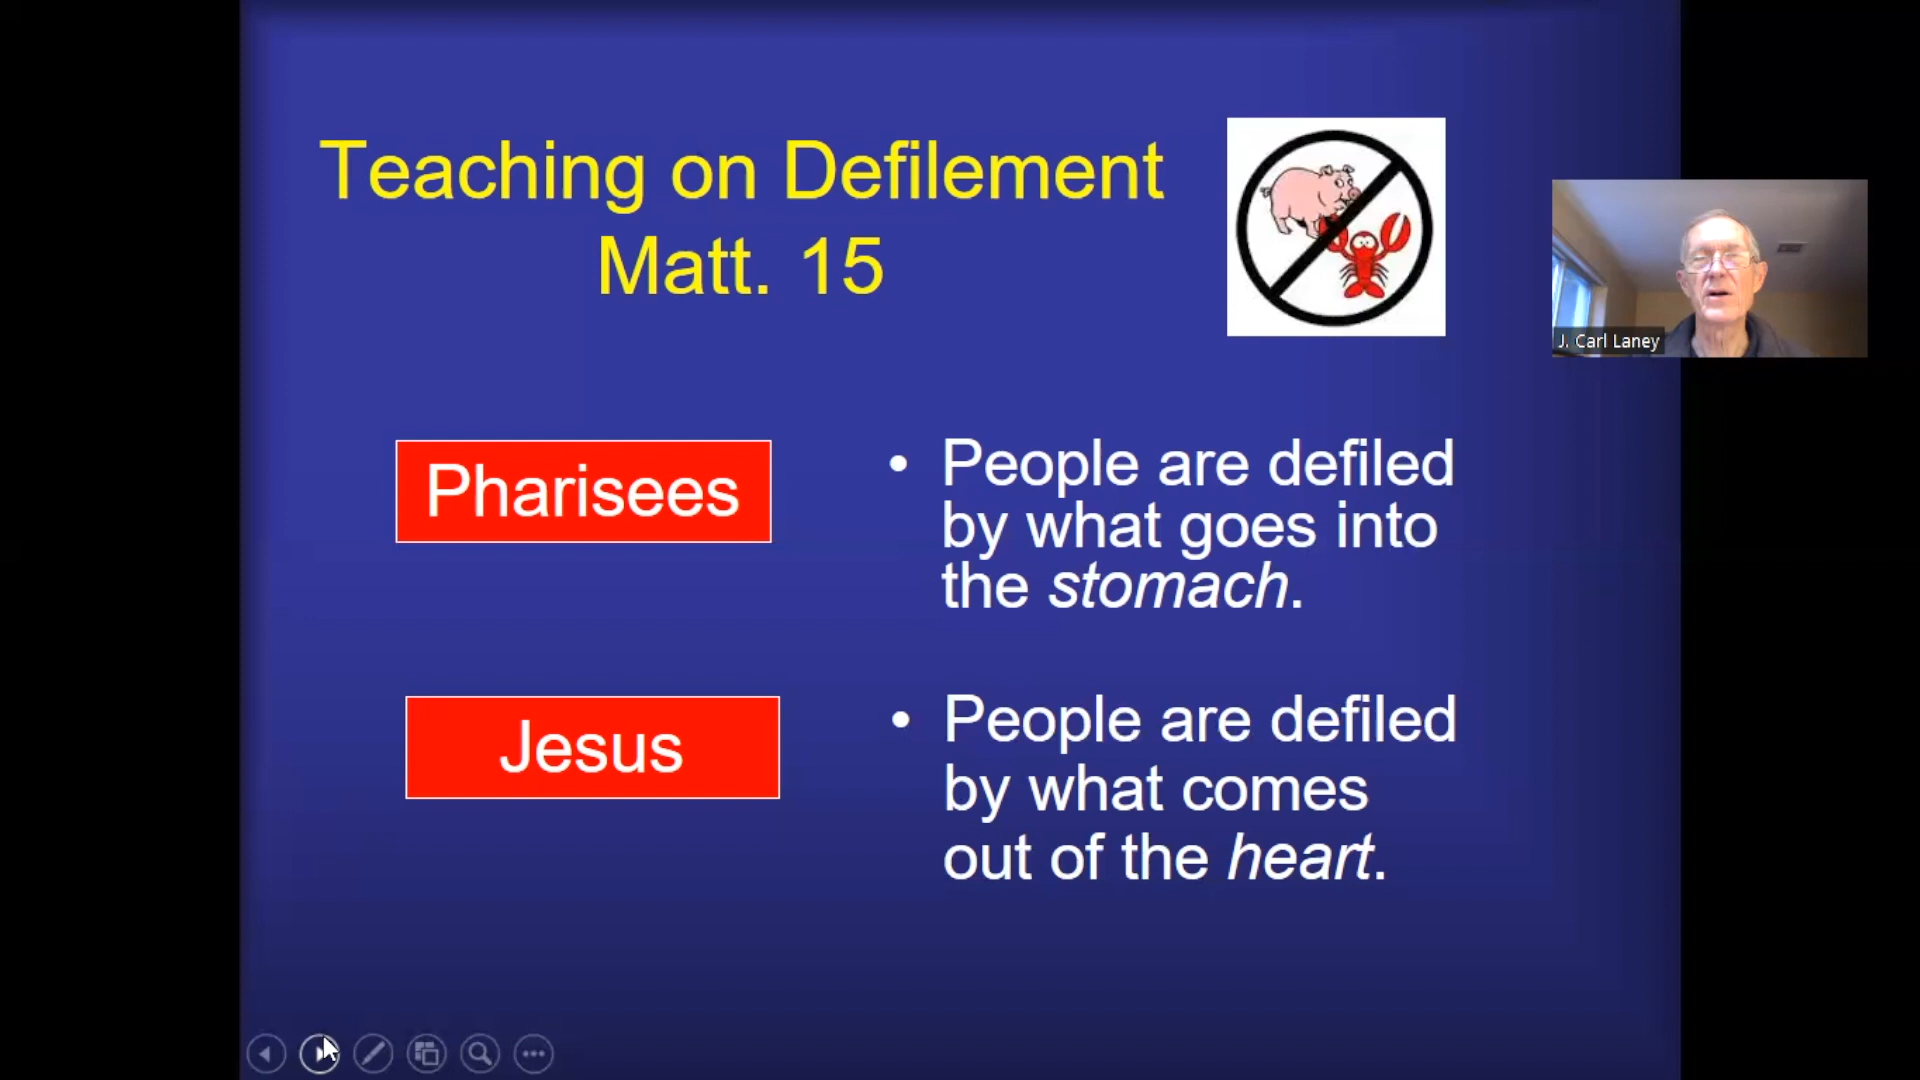 Teaching on Defilement
Matt. 15
J. Carl Laney
Pharisees
• People are defiled
by what goes into
the stomach.
Jesus
• People are defiled
by what comes
out of the heart.